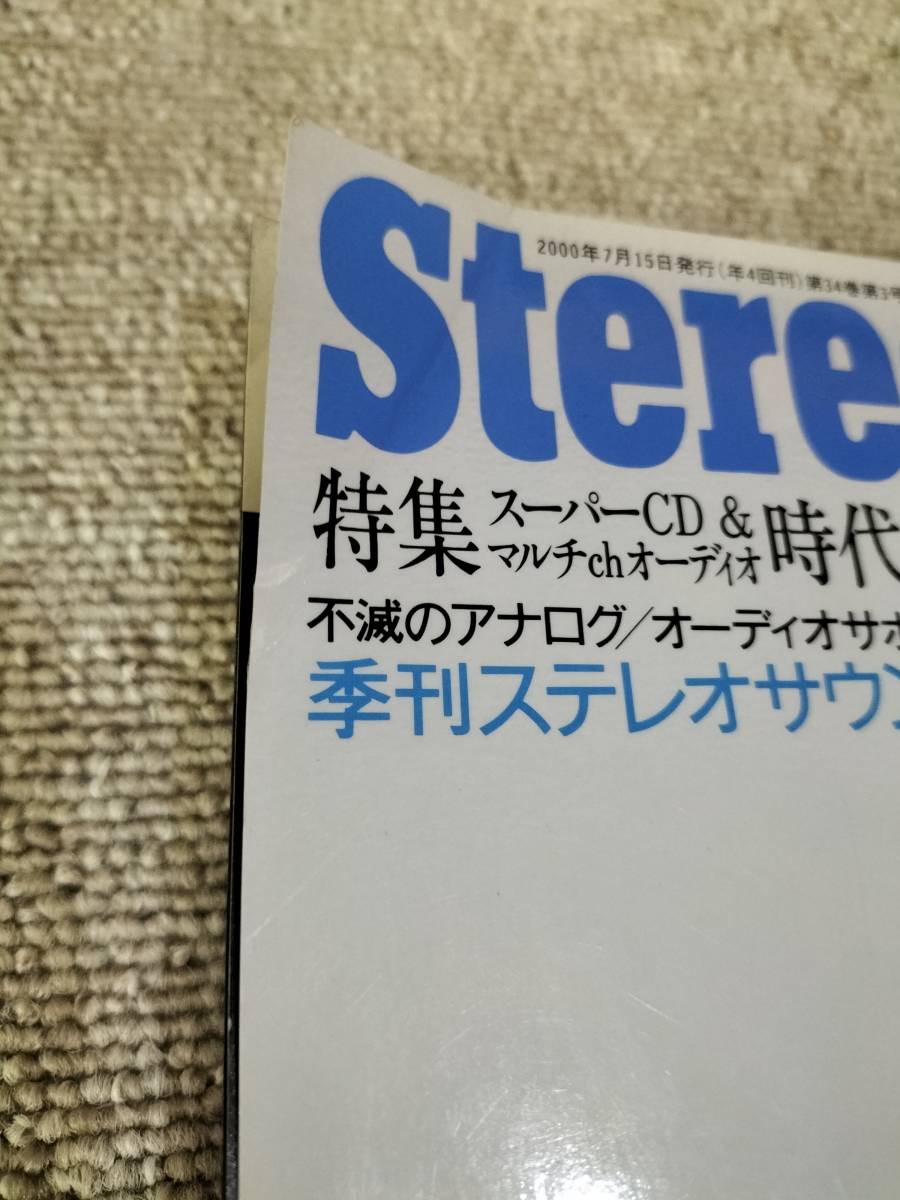 2000年7月15日発行(年4回刊)第34巻第3号
Stere
特集 スーパーCD & マルチchオーディオ 時代
不滅のアナログ/オーディオサポ
季刊ステレオサウン